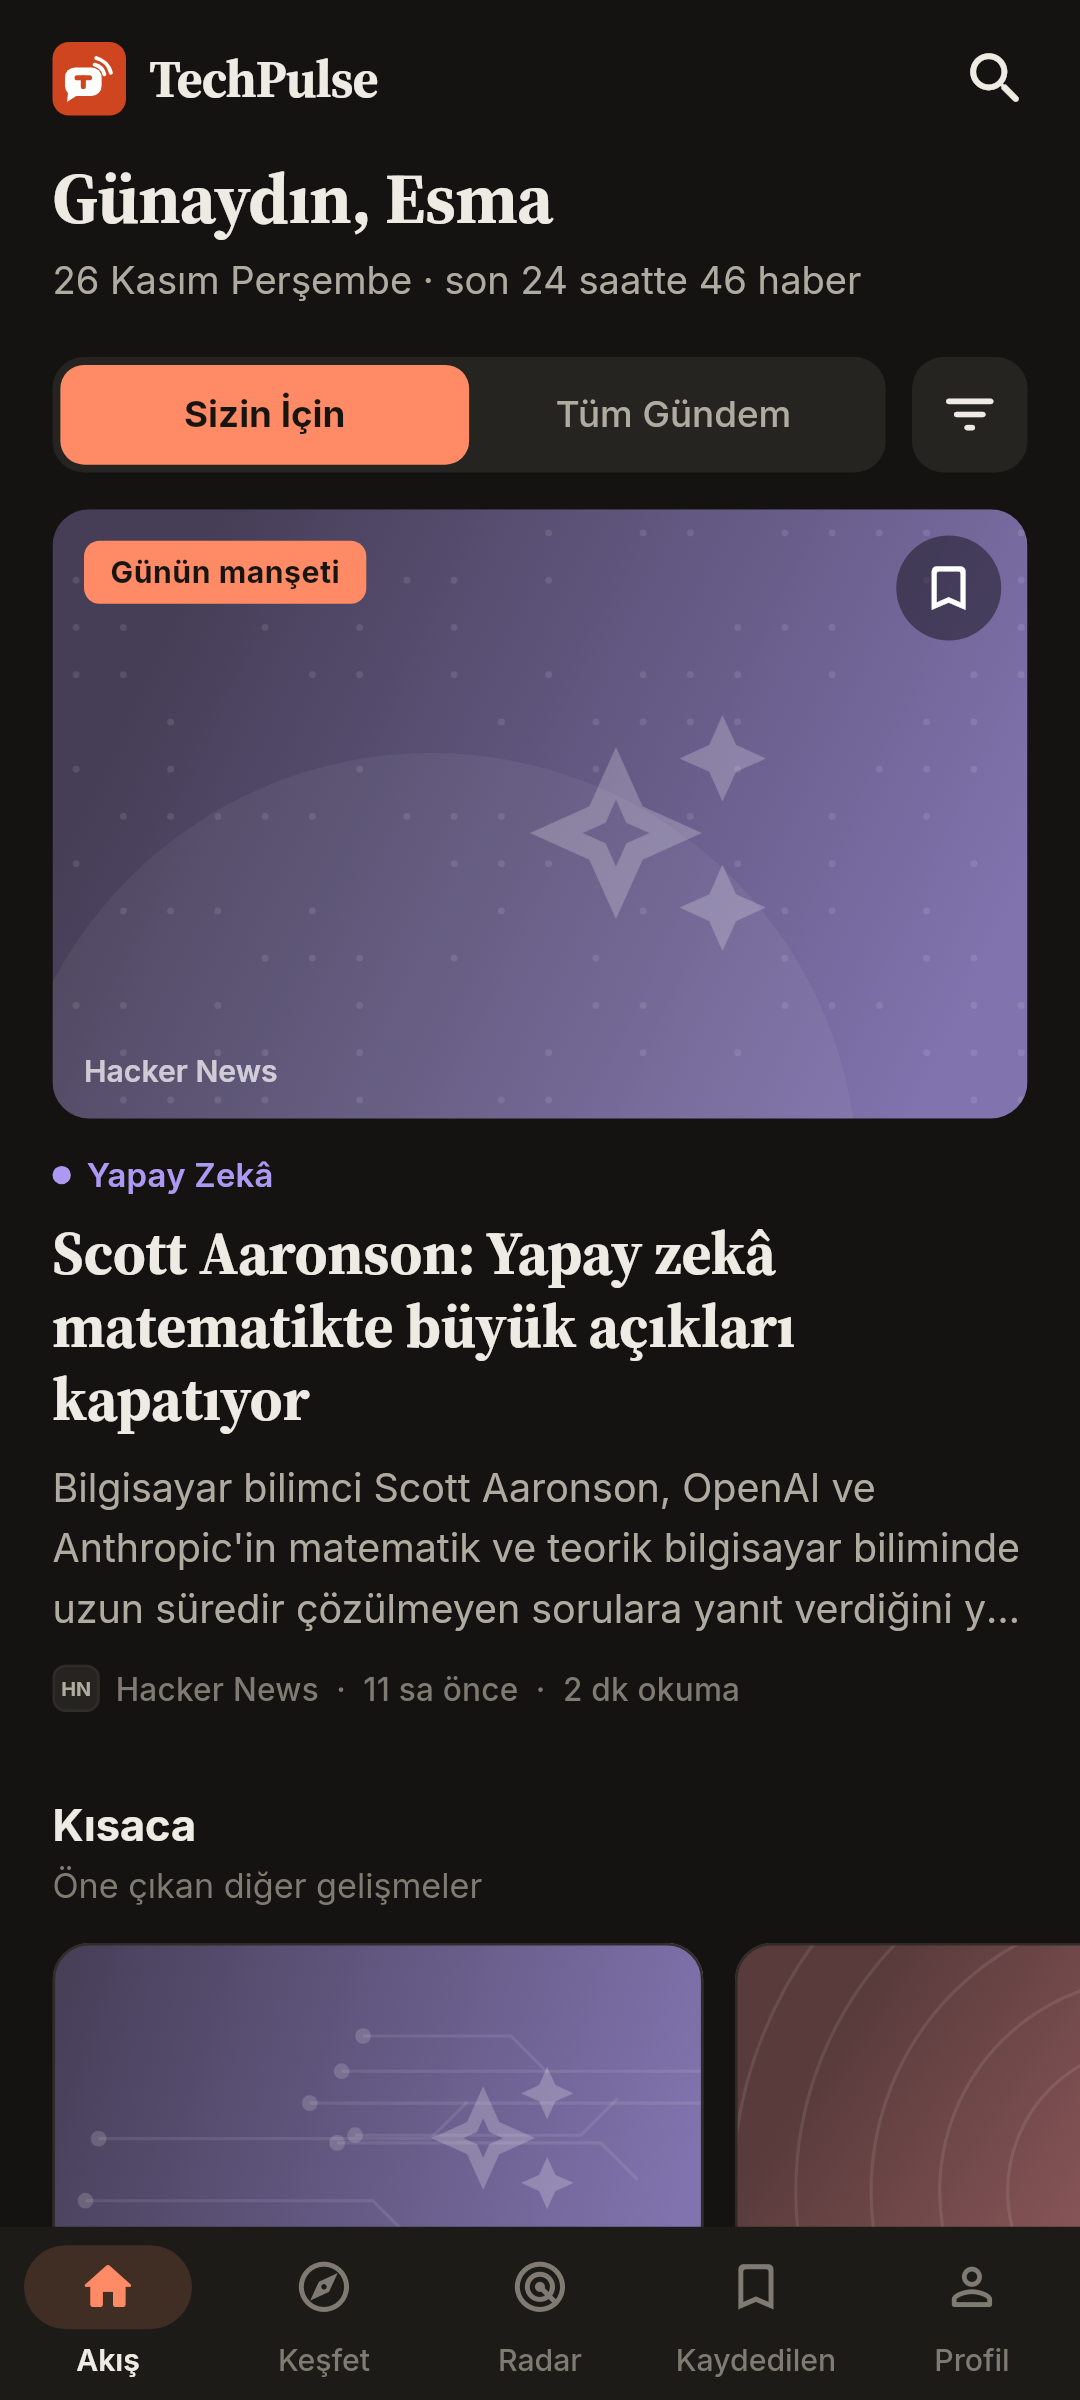 TechPulse
Günaydın, Esma
26 Kasım Perşembe · son 24 saatte 46 haber
Sizin İçin
Tüm Gündem
Günün manşeti
Hacker News
Yapay Zekâ
Scott Aaronson: Yapay zekâ
matematikte büyük açıkları
kapatıyor
Bilgisayar bilimci Scott Aaronson, OpenAI ve
Anthropic'in matematik ve teorik bilgisayar biliminde
uzun süredir çözülmeyen sorulara yanıt verdiğini y...
HN Hacker News · 11 sa önce · 2 dk okuma
Kısaca
Öne çıkan diğer gelişmeler
Akış
Keşfet
Radar
Kaydedilen
Profil